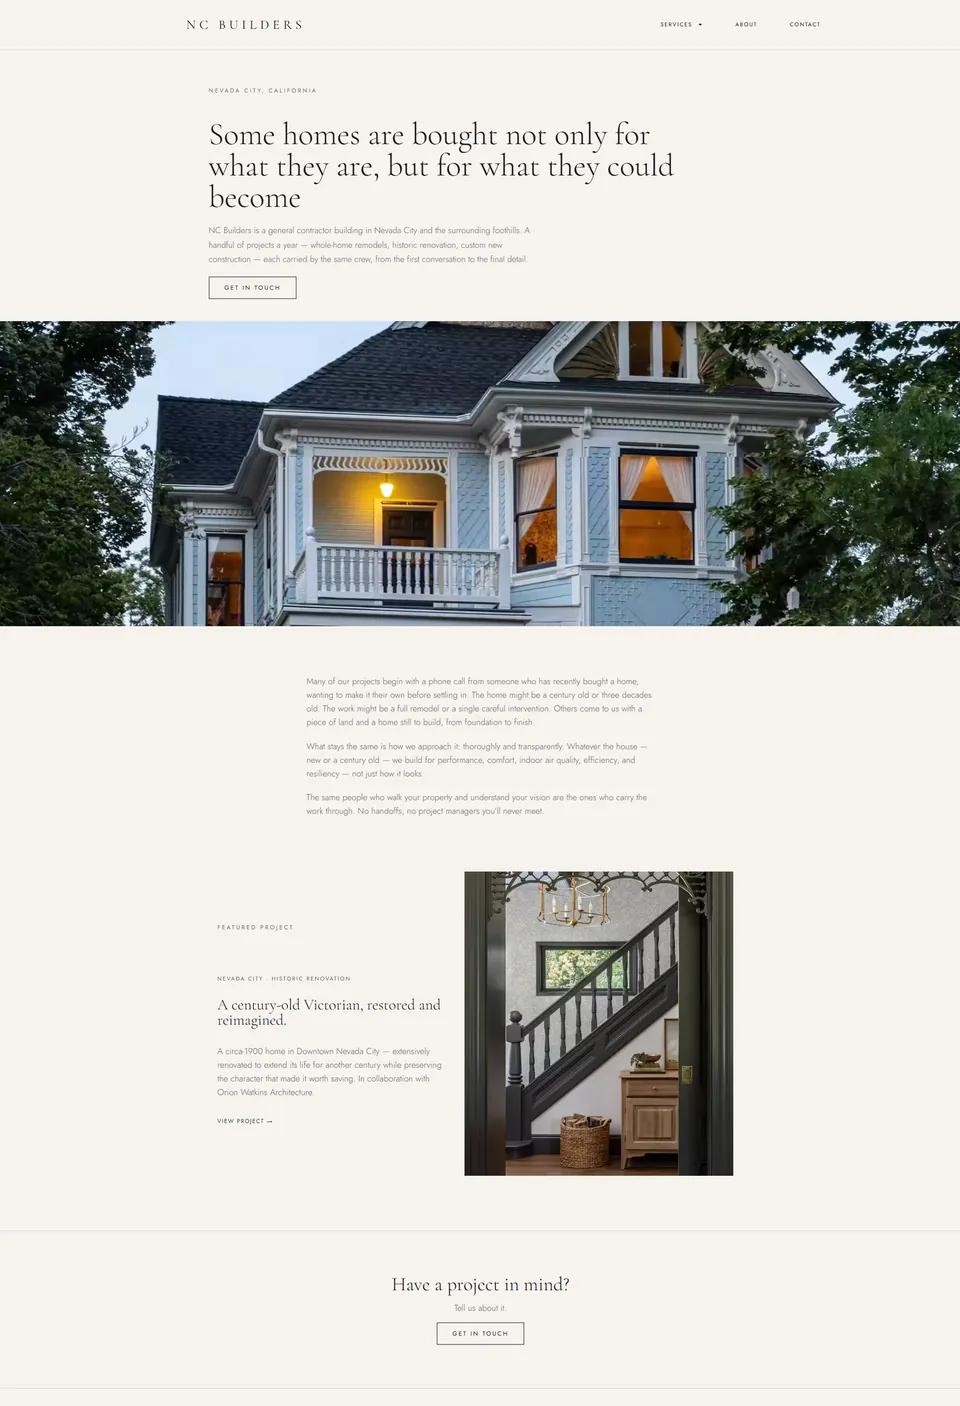 NC BUILDERS
SERVICES ABOUT CONTACT
NEVADA CITY, CALIFORNIA
Some homes are bought not only for
what they are, but for what they could
become
NC Builders is a general contractor building in Nevada City and the surrounding foothills. A
handful of projects a year — whole-home remodels, historic renovation, custom new
construction — each carried by the same crew, from the first conversation to the final detail.
GET IN TOUCH
Many of our projects begin with a phone call from someone who has recently bought a home,
wanting to make it their own before settling in. The home might be a century old or three decades
old. The work might be a full remodel or a single careful intervention. Others come to us with a
piece of land and a home still to build, from foundation to finish.
What stays the same is how we approach it: thoroughly and transparently. Whatever the house —
new or a century old — we build for performance, comfort, indoor air quality, efficiency, and
resiliency — not just how it looks.
The same people who walk your property and understand your vision are the ones who carry the
work through. No handoffs, no project managers you'll never meet.
FEATURED PROJECT
NEVADA CITY · HISTORIC RENOVATION
A century-old Victorian, restored and
reimagined.
A circa-1900 home in Downtown Nevada City — extensively
renovated to extend its life for another century while preserving
the character that made it worth saving. In collaboration with
Orion Watkins Architecture.
VIEW PROJECT →
Have a project in mind?
Tell us about it.
GET IN TOUCH